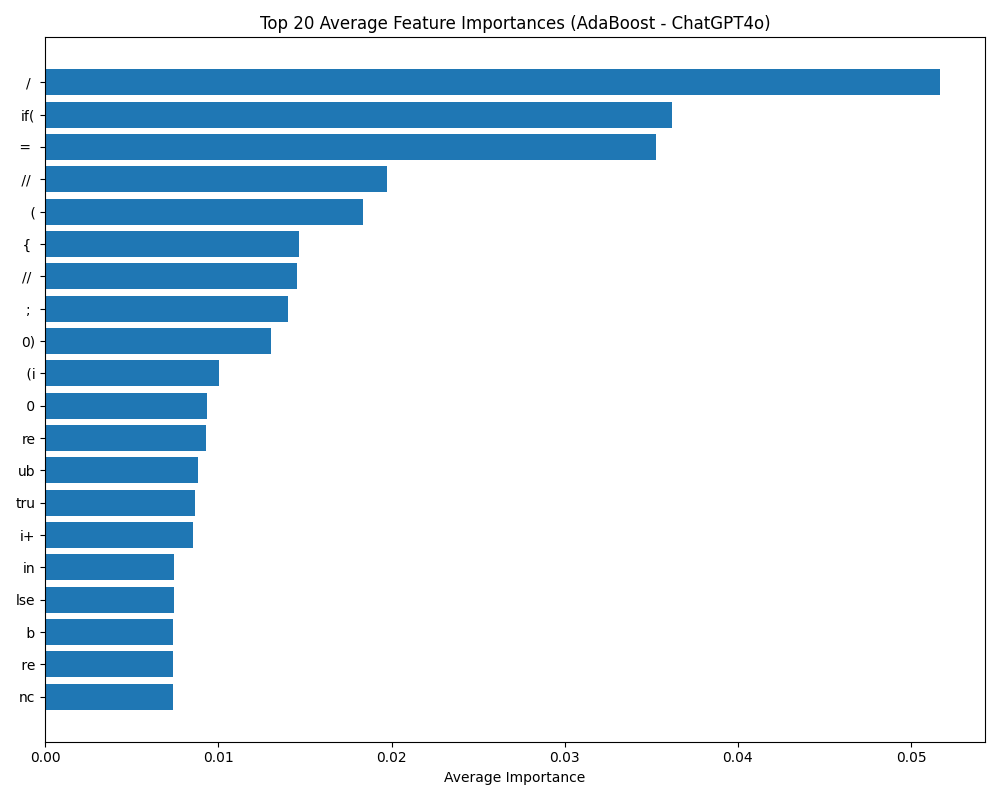 Top 20 Average Feature Importances (AdaBoost - ChatGPT4o)
/
if(
=
//
(
{
//
;
0)
(i
0
re
ub
tru
i+
in
lse
b
re
nc
0.00 0.01 0.02 0.03 0.04 0.05
Average Importance